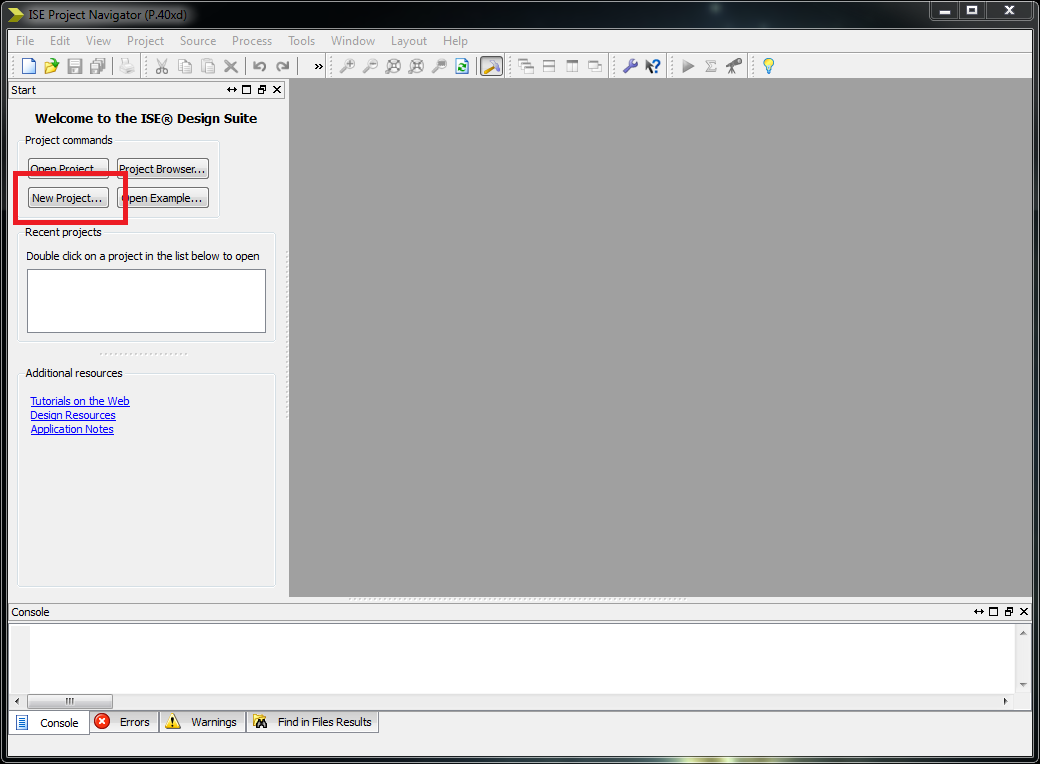 ISE Project Navigator (P.40xd)
File Edit View Project Source Process Tools Window Layout Help
»
Start
Welcome to the ISE® Design Suite
Project commands
Open Project... Project Browser...
New Project... Open Example...
Recent projects
Double click on a project in the list below to open
Additional resources
Tutorials on the Web
Design Resources
Application Notes
Console
Console Errors Warnings Find in Files Results